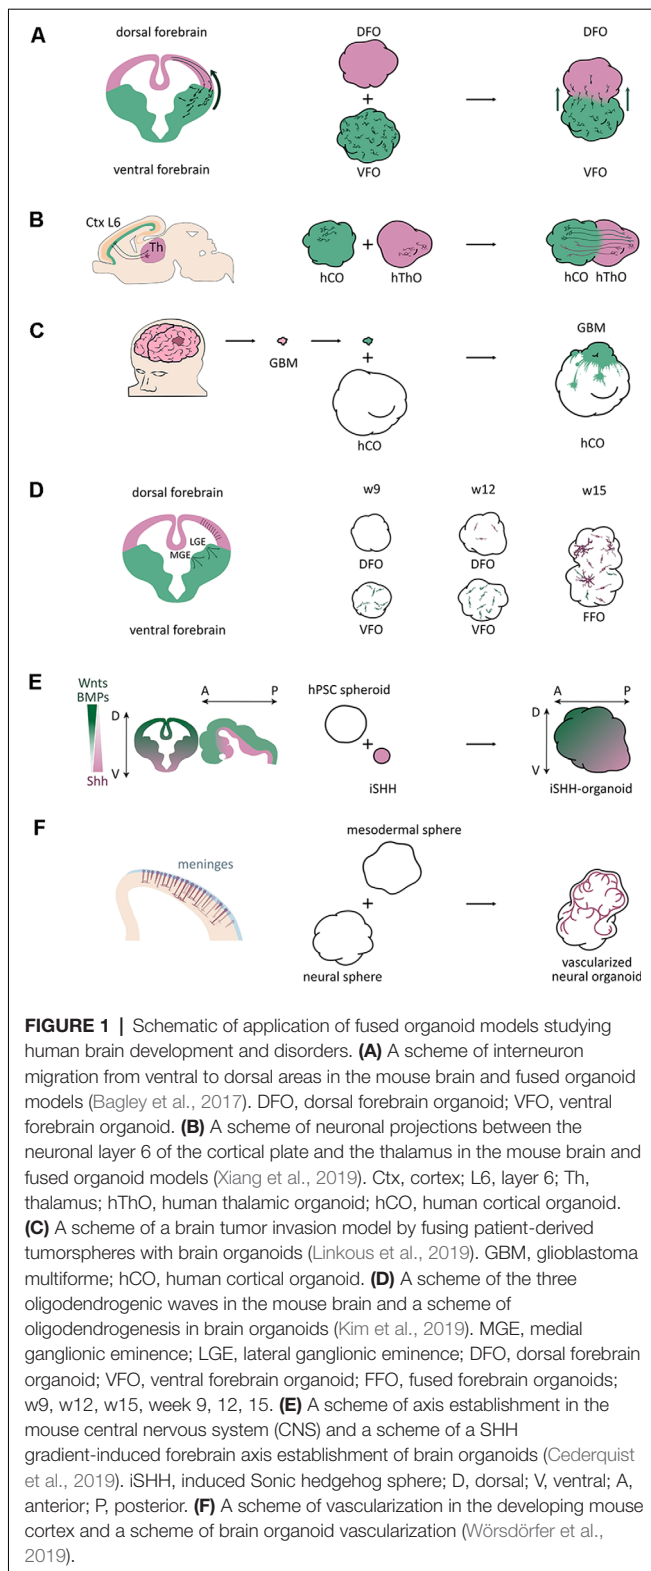 A
dorsal forebrain
DFO
DFO
+
ventral forebrain
VFO
VFO
B
Ctx L6
Th
+
hCO
hThO
hCO hThO
C
GBM
GBM
+
hCO
hCO
D
dorsal forebrain
w9
w12
w15
LGE
MGE
DFO
DFO
ventral forebrain
VFO
VFO
FFO
E
Wnts
BMPs
Shh
D
V
A
P
hPSC spheroid
+
iSHH
A
P
D
V
iSHH-organoid
F
meninges
mesodermal sphere
+
neural sphere
vascularized
neural organoid
FIGURE 1 | Schematic of application of fused organoid models studying
human brain development and disorders. (A) A scheme of interneuron
migration from ventral to dorsal areas in the mouse brain and fused organoid
models (Bagley et al., 2017). DFO, dorsal forebrain organoid; VFO, ventral
forebrain organoid. (B) A scheme of neuronal projections between the
neuronal layer 6 of the cortical plate and the thalamus in the mouse brain and
fused organoid models (Xiang et al., 2019). Ctx, cortex; L6, layer 6; Th,
thalamus; hThO, human thalamic organoid; hCO, human cortical organoid.
(C) A scheme of a brain tumor invasion model by fusing patient-derived
tumorspheres with brain organoids (Linkous et al., 2019). GBM, glioblastoma
multiforme; hCO, human cortical organoid. (D) A scheme of the three
oligodendrogenic waves in the mouse brain and a scheme of
oligodendrogenesis in brain organoids (Kim et al., 2019). MGE, medial
ganglionic eminence; LGE, lateral ganglionic eminence; DFO, dorsal forebrain
organoid; VFO, ventral forebrain organoid; FFO, fused forebrain organoids;
w9, w12, w15, week 9, 12, 15. (E) A scheme of axis establishment in the
mouse central nervous system (CNS) and a scheme of a SHH
gradient-induced forebrain axis establishment of brain organoids (Cederquist
et al., 2019). iSHH, induced Sonic hedgehog sphere; D, dorsal; V, ventral; A,
anterior; P, posterior. (F) A scheme of vascularization in the developing mouse
cortex and a scheme of brain organoid vascularization (Wörsdörfer et al.,
2019).